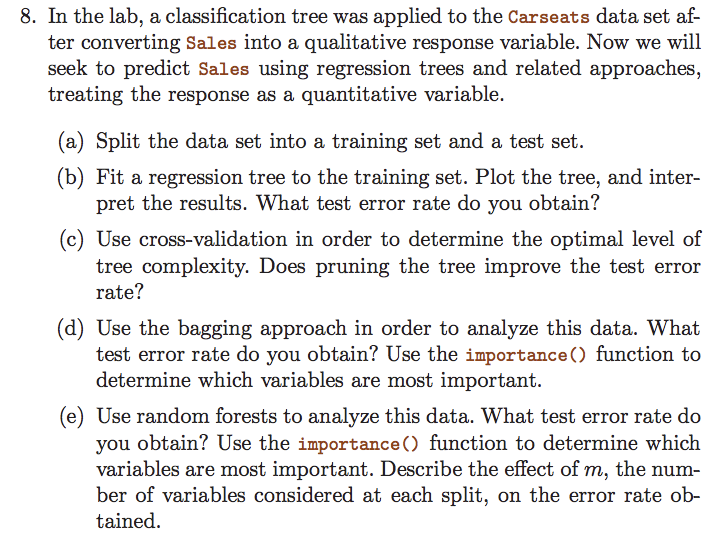 8. In the lab, a classification tree was applied to the Carseats data set af-
ter converting Sales into a qualitative response variable. Now we will
seek to predict Sales using regression trees and related approaches,
treating the response as a quantitative variable.
(a) Split the data set into a training set and a test set.
(b) Fit a regression tree to the training set. Plot the tree, and inter-
pret the results. What test error rate do you obtain?
(c) Use cross-validation in order to determine the optimal level of
tree complexity. Does pruning the tree improve the test error
rate?
(d) Use the bagging approach in order to analyze this data. What
test error rate do you obtain? Use the importance() function to
determine which variables are most important.
(e) Use random forests to analyze this data. What test error rate do
you obtain? Use the importance() function to determine which
variables are most important. Describe the effect of m, the num-
ber of variables considered at each split, on the error rate ob-
tained.